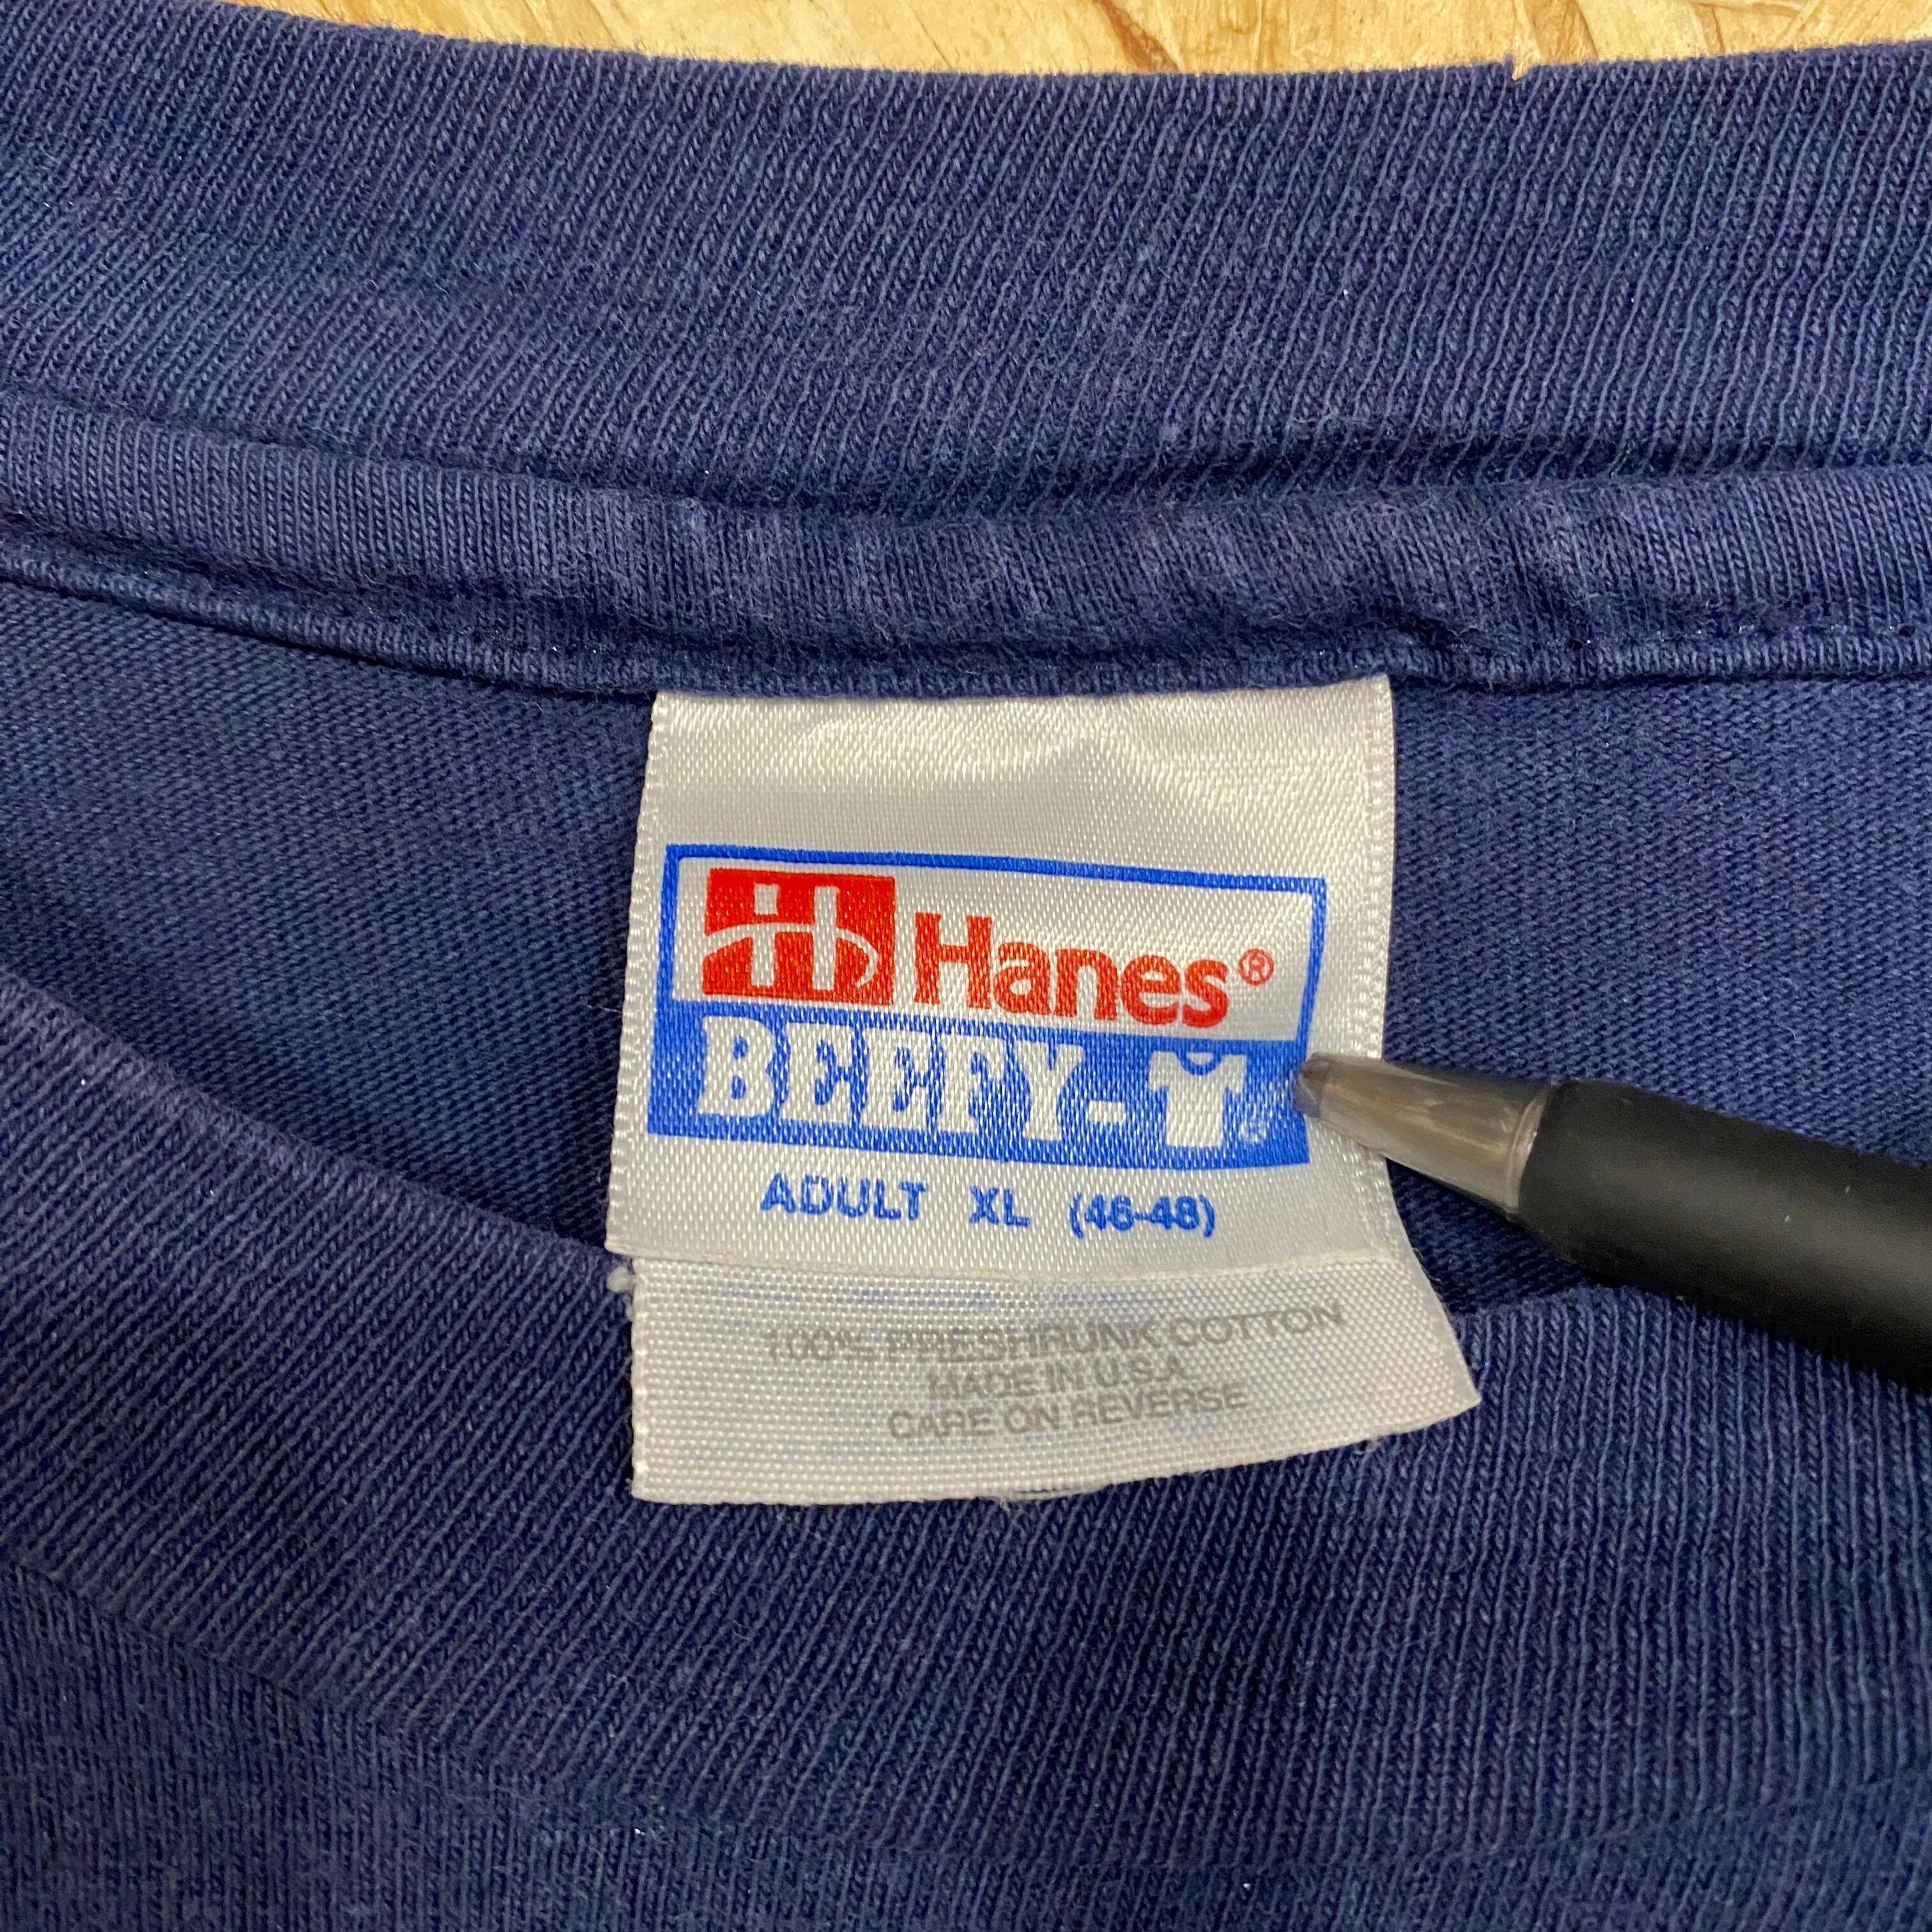 Hanes®
BEEFY-T®
ADULT XL (46-48)
100% PRESHRUNK COTTON
MADE IN U.S.A.
CARE ON REVERSE